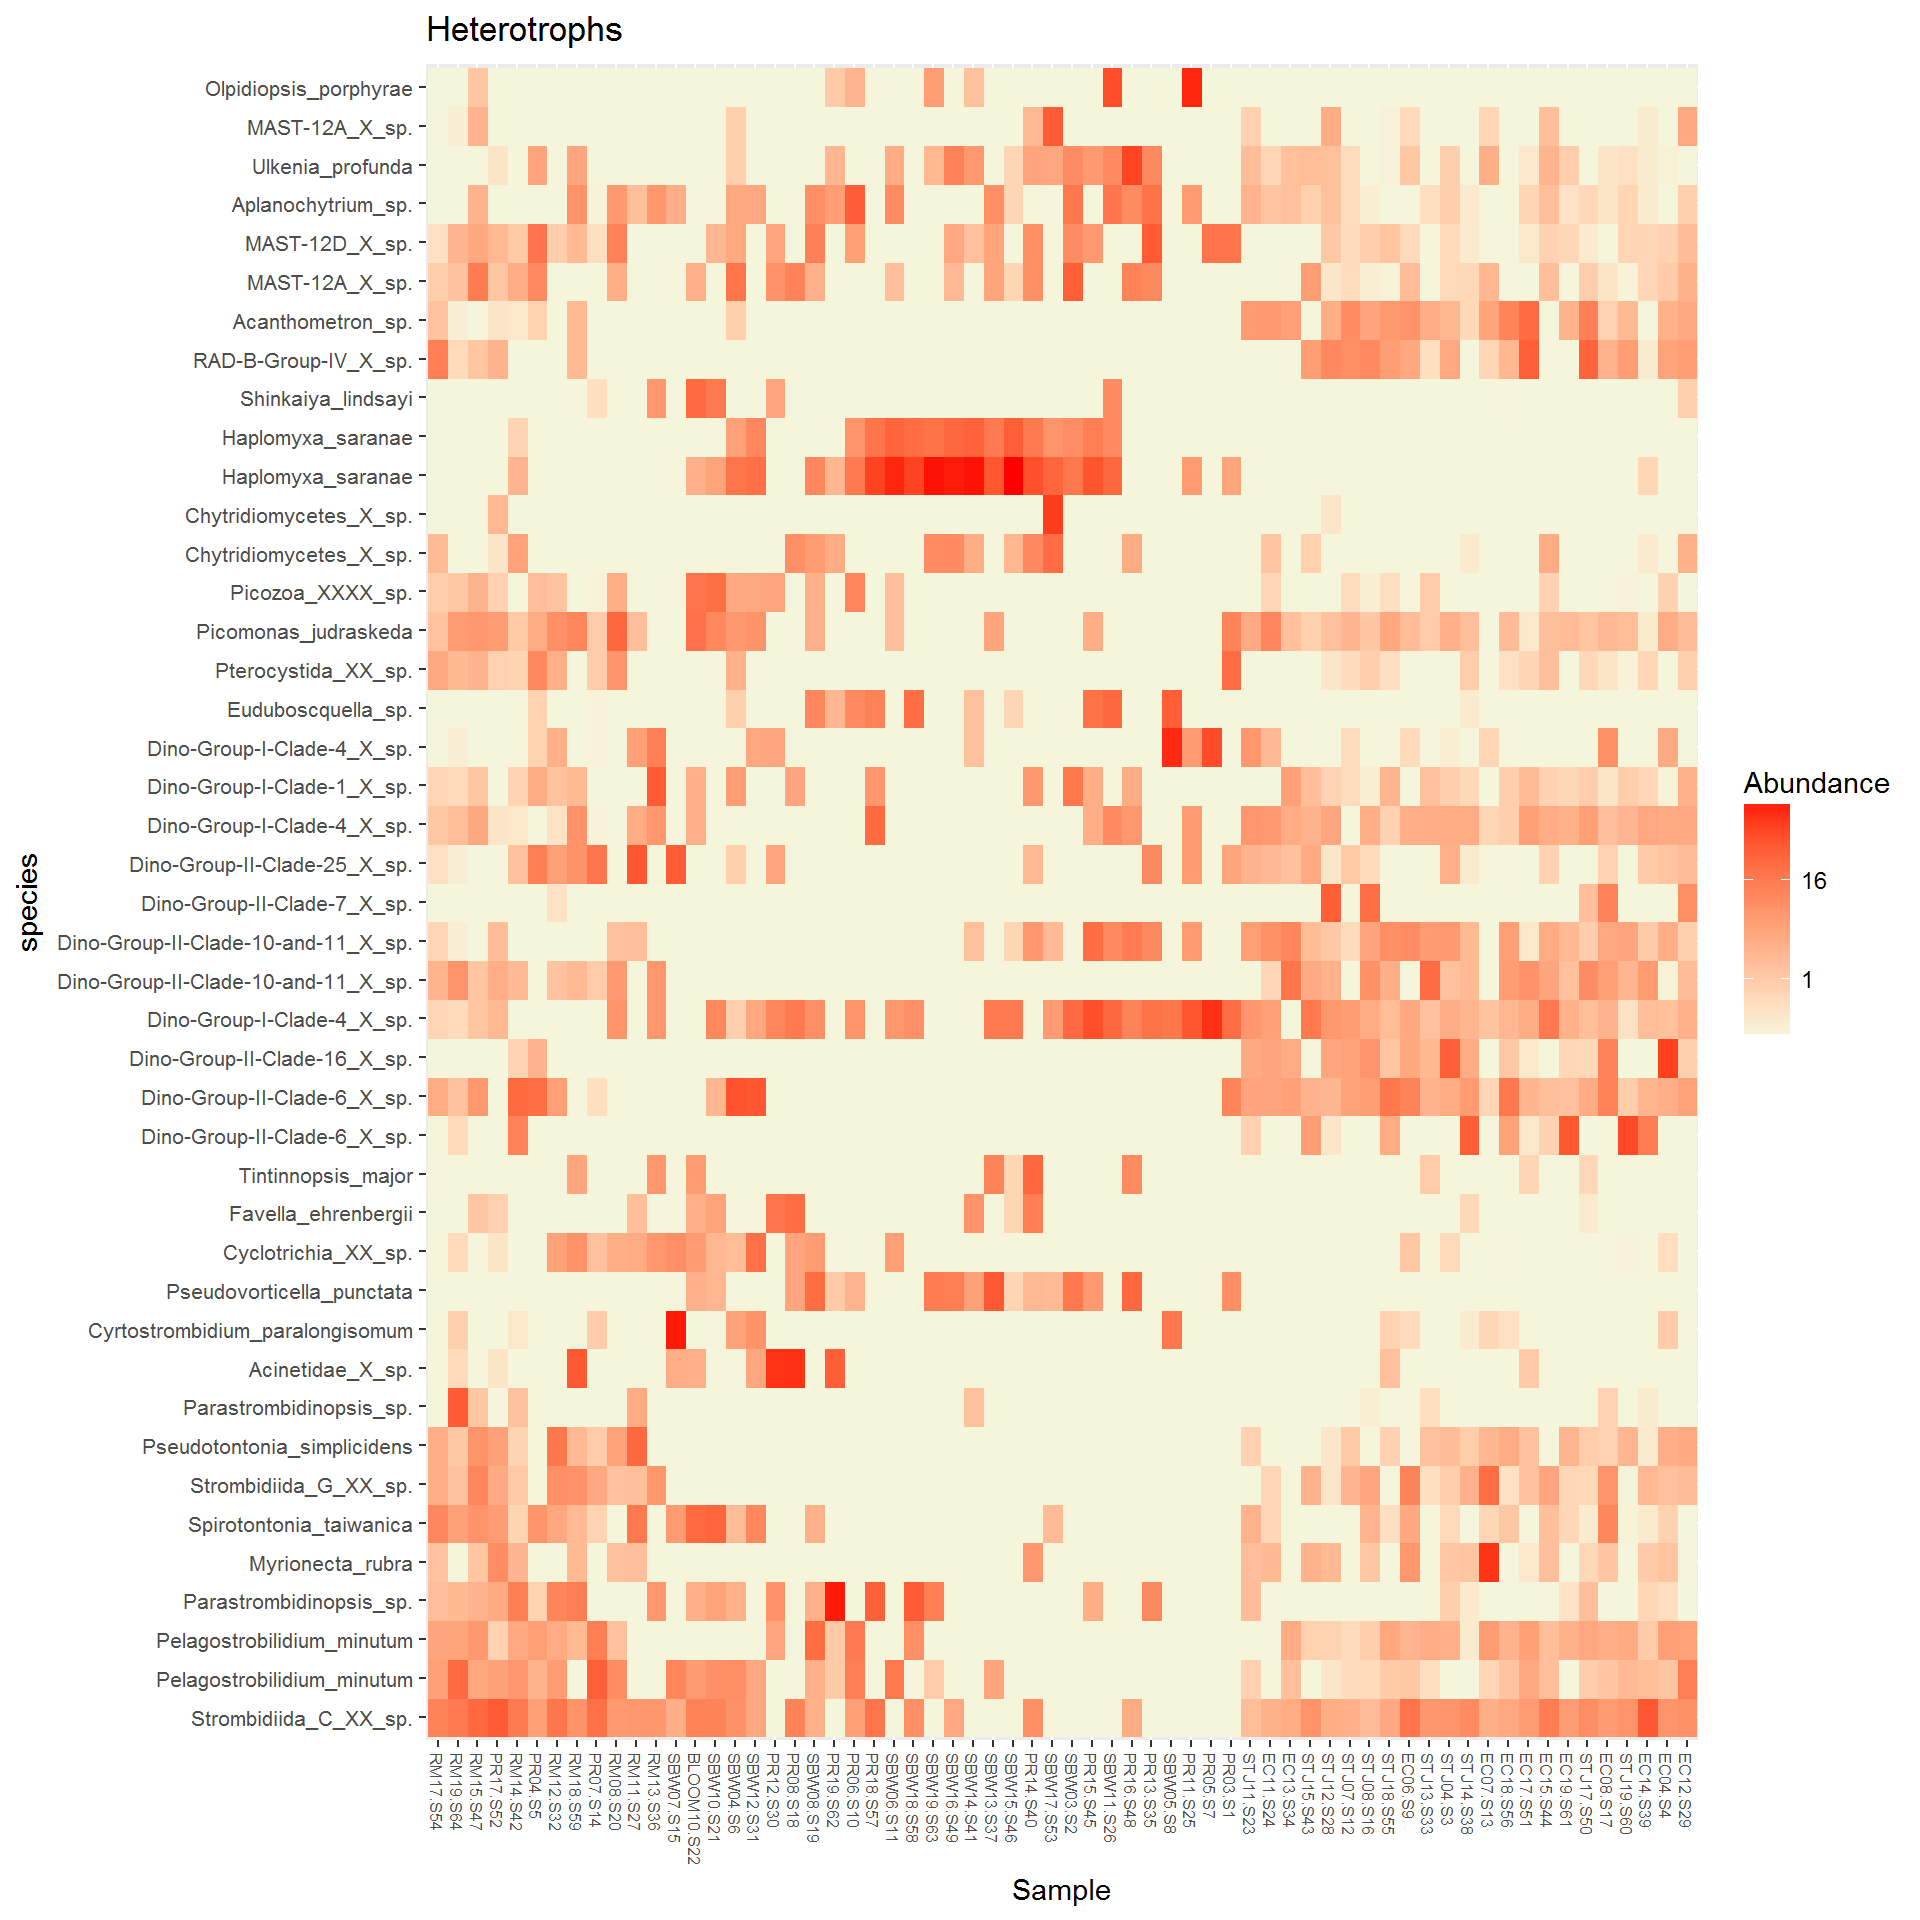 Heterotrophs
Olpidiopsis_porphyrae
MAST-12A_X_sp.
Ulkenia_profunda
Aplanochytrium_sp.
MAST-12D_X_sp.
MAST-12A_X_sp.
Acanthometron_sp.
RAD-B-Group-IV_X_sp.
Shinkaiya_lindsayi
Haplomyxa_saranae
Haplomyxa_saranae
Chytridiomycetes_X_sp.
Chytridiomycetes_X_sp.
Picozoa_XXXX_sp.
Picomonas_judraskeda
Pterocystida_XX_sp.
Euduboscquella_sp.
Dino-Group-I-Clade-4_X_sp.
Dino-Group-I-Clade-1_X_sp.
Dino-Group-I-Clade-4_X_sp.
Dino-Group-II-Clade-25_X_sp.
Dino-Group-II-Clade-7_X_sp.
Dino-Group-II-Clade-10-and-11_X_sp.
Dino-Group-II-Clade-10-and-11_X_sp.
Dino-Group-I-Clade-4_X_sp.
Dino-Group-II-Clade-16_X_sp.
Dino-Group-II-Clade-6_X_sp.
Dino-Group-II-Clade-6_X_sp.
Tintinnopsis_major
Favella_ehrenbergii
Cyclotrichia_XX_sp.
Pseudovorticella_punctata
Cyrtostrombidium_paralongisomum
Acinetidae_X_sp.
Parastrombidinopsis_sp.
Pseudotontonia_simplicidens
Strombidiida_G_XX_sp.
Spirotontonia_taiwanica
Myrionecta_rubra
Parastrombidinopsis_sp.
Pelagostrobilidium_minutum
Pelagostrobilidium_minutum
Strombidiida_C_XX_sp.
species
RM17.S54
RM19.S64
RM15.S47
PR17.S52
RM14.S42
PR04.S5
RM12.S32
RM18.S59
PR07.S14
RM08.S20
RM11.S27
RM13.S36
SBW07.S15
BLOOM10.S22
SBW10.S21
SBW04.S6
SBW12.S31
PR12.S30
PR08.S18
SBW08.S19
PR19.S62
PR06.S10
PR18.S57
SBW06.S11
SBW18.S58
SBW19.S63
SBW16.S49
SBW14.S41
SBW13.S37
SBW15.S46
PR14.S40
SBW17.S53
SBW03.S2
PR15.S45
SBW11.S26
PR16.S48
PR13.S35
SBW05.S8
PR11.S25
PR05.S7
PR03.S1
STJ11.S23
EC11.S24
EC13.S34
STJ15.S43
STJ12.S28
STJ07.S12
STJ08.S16
STJ18.S55
EC06.S9
STJ13.S33
STJ04.S3
STJ14.S38
EC07.S13
EC18.S56
EC17.S51
EC15.S44
EC19.S61
STJ17.S50
EC08.S17
STJ19.S60
EC14.S39
EC04.S4
EC12.S29
Sample
Abundance
16
1